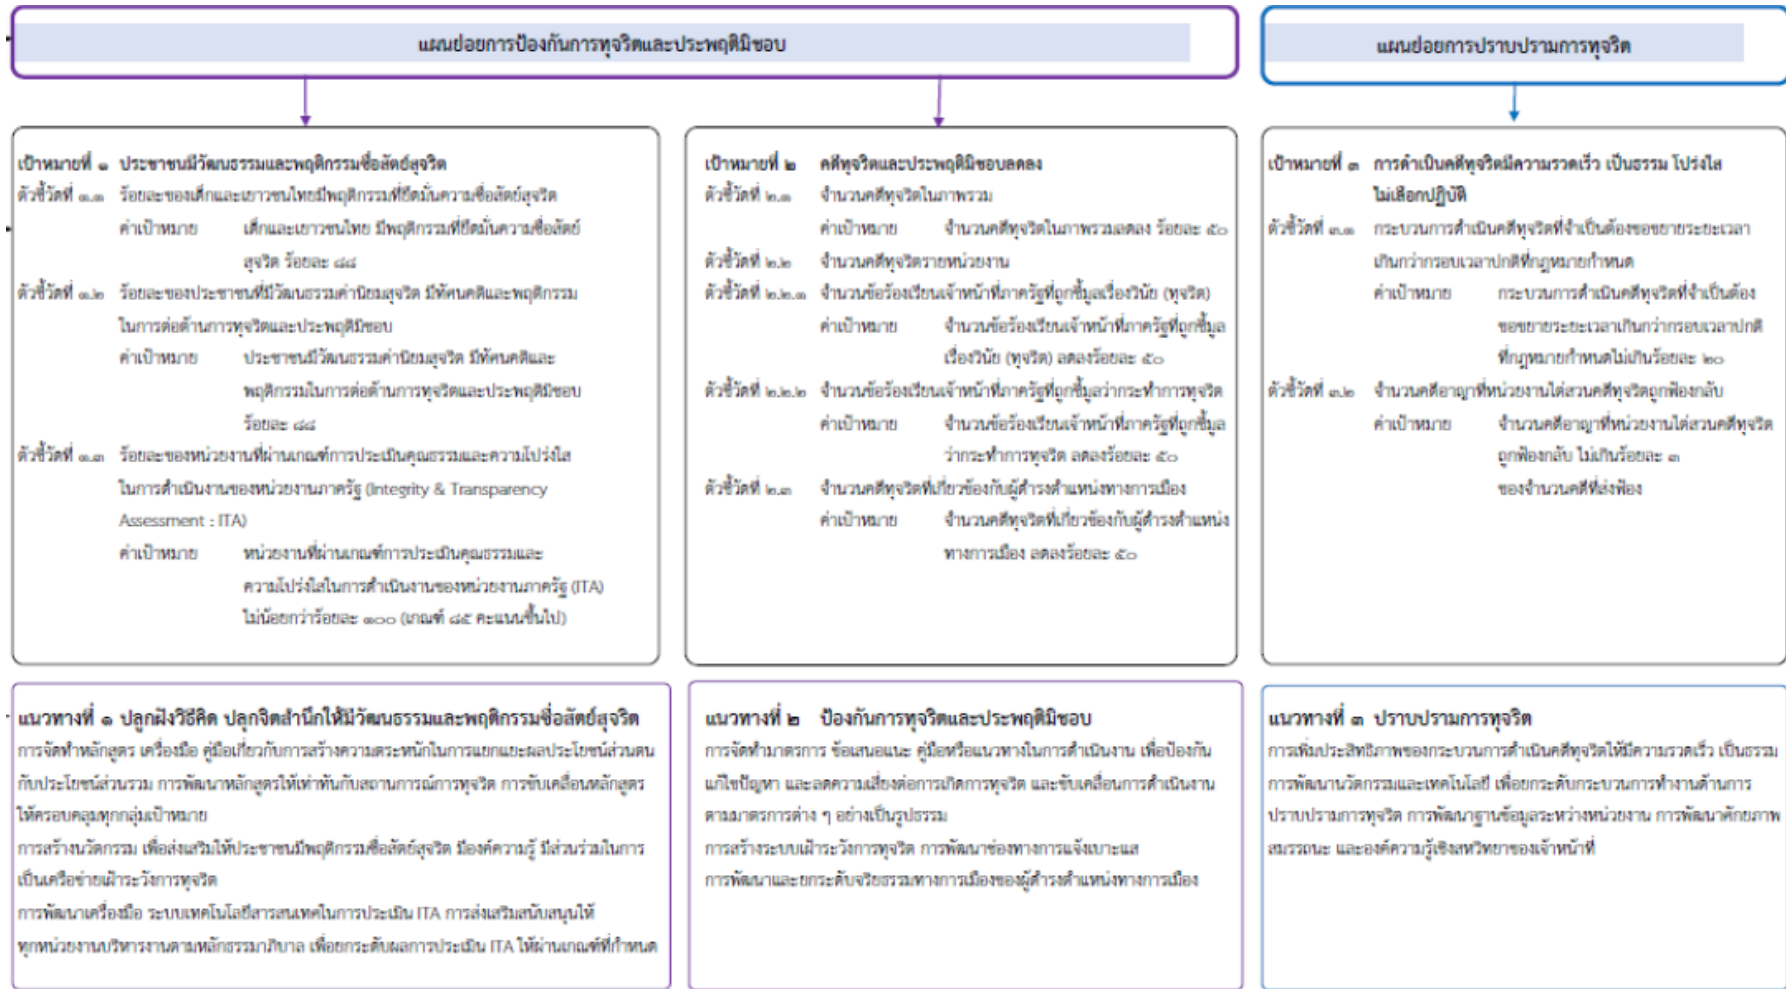 แผนย่อยการป้องกันการทุจริตและประพฤติมิชอบ
เป้าหมายที่ ๑ ประชาชนมีวัฒนธรรมและพฤติกรรมซื่อสัตย์สุจริต
ตัวชี้วัดที่ ๑.๑ ร้อยละของเด็กและเยาวชนไทยมีพฤติกรรมที่ยึดมั่นความซื่อสัตย์สุจริต
ค่าเป้าหมาย เด็กและเยาวชนไทย มีพฤติกรรมที่ยึดมั่นความซื่อสัตย์
สุจริต ร้อยละ ๘๘
ตัวชี้วัดที่ ๑.๒ ร้อยละของประชาชนที่มีวัฒนธรรมค่านิยมสุจริต มีทัศนคติและพฤติกรรม
ในการต่อต้านการทุจริตและประพฤติมิชอบ
ค่าเป้าหมาย ประชาชนมีวัฒนธรรมค่านิยมสุจริต มีทัศนคติและ
พฤติกรรมในการต่อต้านการทุจริตและประพฤติมิชอบ
ร้อยละ ๘๘
ตัวชี้วัดที่ ๑.๓ ร้อยละของหน่วยงานที่ผ่านเกณฑ์การประเมินคุณธรรมและความโปร่งใส
ในการดำเนินงานของหน่วยงานภาครัฐ (Integrity & Transparency
Assessment : ITA)
ค่าเป้าหมาย หน่วยงานที่ผ่านเกณฑ์การประเมินคุณธรรมและ
ความโปร่งใสในการดำเนินงานของหน่วยงานภาครัฐ (ITA)
ไม่น้อยกว่าร้อยละ ๑๐๐ (เกณฑ์ ๘๕ คะแนนขึ้นไป)
เป้าหมายที่ ๒ คดีทุจริตและประพฤติมิชอบลดลง
ตัวชี้วัดที่ ๒.๑ จำนวนคดีทุจริตในภาพรวม
ค่าเป้าหมาย จำนวนคดีทุจริตในภาพรวมลดลง ร้อยละ ๕๐
ตัวชี้วัดที่ ๒.๒ จำนวนคดีทุจริตรายหน่วยงาน
ตัวชี้วัดที่ ๒.๒.๑ จำนวนข้อร้องเรียนเจ้าหน้าที่ภาครัฐที่ถูกชี้มูลเรื่องวินัย (ทุจริต)
ค่าเป้าหมาย จำนวนข้อร้องเรียนเจ้าหน้าที่ภาครัฐที่ถูกชี้มูล
เรื่องวินัย (ทุจริต) ลดลงร้อยละ ๕๐
ตัวชี้วัดที่ ๒.๒.๒ จำนวนข้อร้องเรียนเจ้าหน้าที่ภาครัฐที่ถูกชี้มูลว่ากระทำการทุจริต
ค่าเป้าหมาย จำนวนข้อร้องเรียนเจ้าหน้าที่ภาครัฐที่ถูกชี้มูล
ว่ากระทำการทุจริต ลดลงร้อยละ ๕๐
ตัวชี้วัดที่ ๒.๓ จำนวนคดีทุจริตที่เกี่ยวข้องกับผู้ดำรงตำแหน่งทางการเมือง
ค่าเป้าหมาย จำนวนคดีทุจริตที่เกี่ยวข้องกับผู้ดำรงตำแหน่ง
ทางการเมือง ลดลงร้อยละ ๕๐
แผนย่อยการปราบปรามการทุจริต
เป้าหมายที่ ๓ การดำเนินคดีทุจริตมีความรวดเร็ว เป็นธรรม โปร่งใส
ไม่เลือกปฏิบัติ
ตัวชี้วัดที่ ๓.๑ กระบวนการดำเนินคดีทุจริตที่จำเป็นต้องขอขยายระยะเวลา
เกินกว่ากรอบเวลาปกติที่กฎหมายกำหนด
ค่าเป้าหมาย กระบวนการดำเนินคดีทุจริตที่จำเป็นต้อง
ขอขยายระยะเวลาเกินกว่ากรอบเวลาปกติ
ที่กฎหมายกำหนดไม่เกินร้อยละ ๒๐
ตัวชี้วัดที่ ๓.๒ จำนวนคดีอาญาที่หน่วยงานไต่สวนคดีทุจริตถูกฟ้องกลับ
ค่าเป้าหมาย จำนวนคดีอาญาที่หน่วยงานไต่สวนคดีทุจริต
ถูกฟ้องกลับ ไม่เกินร้อยละ ๓
ของจำนวนคดีที่ส่งฟ้อง
แนวทางที่ ๑ ปลูกฝังวิธีคิด ปลูกจิตสำนึกให้มีวัฒนธรรมและพฤติกรรมซื่อสัตย์สุจริต
การจัดทำหลักสูตร เครื่องมือ คู่มือเกี่ยวกับการสร้างความตระหนักในการแยกแยะผลประโยชน์ส่วนตน
กับประโยชน์ส่วนรวม การพัฒนาหลักสูตรให้เท่าทันกับสถานการณ์การทุจริต การขับเคลื่อนหลักสูตร
ให้ครอบคลุมทุกกลุ่มเป้าหมาย
การสร้างนวัตกรรม เพื่อส่งเสริมให้ประชาชนมีพฤติกรรมซื่อสัตย์สุจริต มีองค์ความรู้ มีส่วนร่วมในการ
เป็นเครือข่ายเฝ้าระวังการทุจริต
การพัฒนาเครื่องมือ ระบบเทคโนโลยีสารสนเทศในการประเมิน ITA การส่งเสริมสนับสนุนให้
ทุกหน่วยงานบริหารงานตามหลักธรรมาภิบาล เพื่อยกระดับผลการประเมิน ITA ให้ผ่านเกณฑ์ที่กำหนด
แนวทางที่ ๒ ป้องกันการทุจริตและประพฤติมิชอบ
การจัดทำมาตรการ ข้อเสนอแนะ คู่มือหรือแนวทางในการดำเนินงาน เพื่อป้องกัน
แก้ไขปัญหา และลดความเสี่ยงต่อการเกิดการทุจริต และขับเคลื่อนการดำเนินงาน
ตามมาตรการต่าง ๆ อย่างเป็นรูปธรรม
การสร้างระบบเฝ้าระวังการทุจริต การพัฒนาช่องทางการแจ้งเบาะแส
การพัฒนาและยกระดับจริยธรรมทางการเมืองของผู้ดำรงตำแหน่งทางการเมือง
แนวทางที่ ๓ ปราบปรามการทุจริต
การเพิ่มประสิทธิภาพของกระบวนการดำเนินคดีทุจริตให้มีความรวดเร็ว เป็นธรรม
การพัฒนานวัตกรรมและเทคโนโลยี เพื่อยกระดับกระบวนการทำงานด้านการ
ปราบปรามการทุจริต การพัฒนาฐานข้อมูลระหว่างหน่วยงาน การพัฒนาศักยภาพ
สมรรถนะ และองค์ความรู้เชิงสหวิทยาของเจ้าหน้าที่